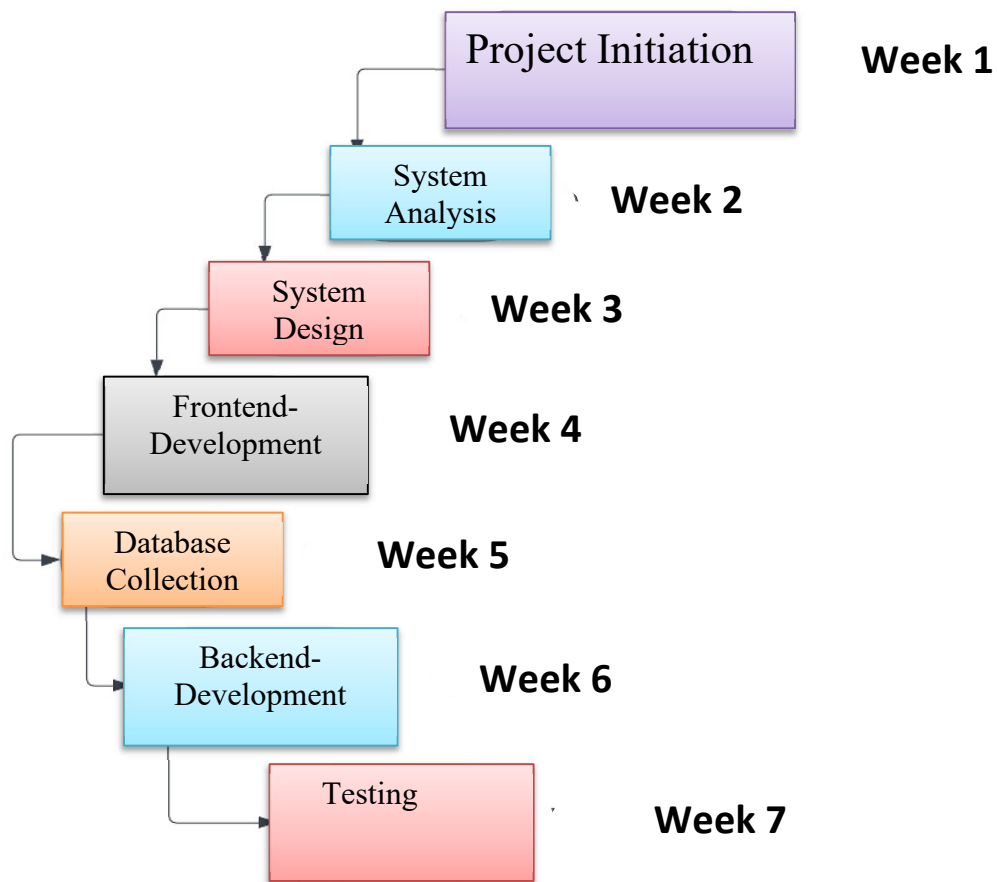 Project Initiation
Week 1
System
Analysis
Week 2
System
Design
Week 3
Frontend-
Development
Week 4
Database
Collection
Week 5
Backend-
Development
Week 6
Testing
Week 7